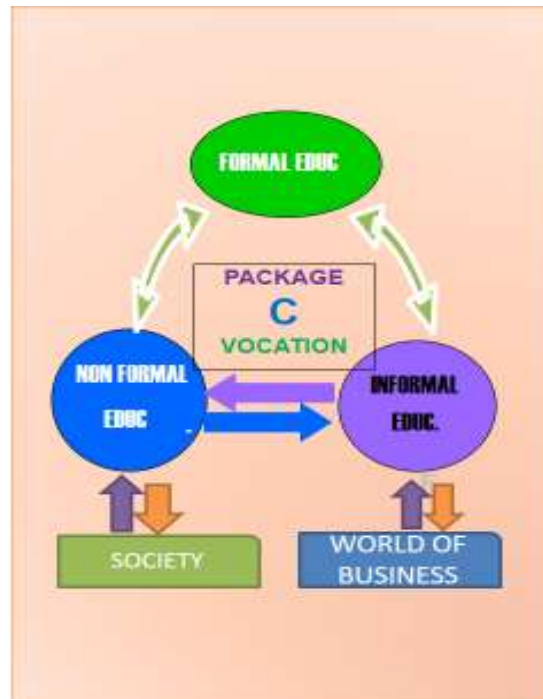 FORMAL EDUC
PACKAGE
C
VOCATION
NON FORMAL
EDUC
INFORMAL
EDUC.
SOCIETY
WORLD OF
BUSINESS